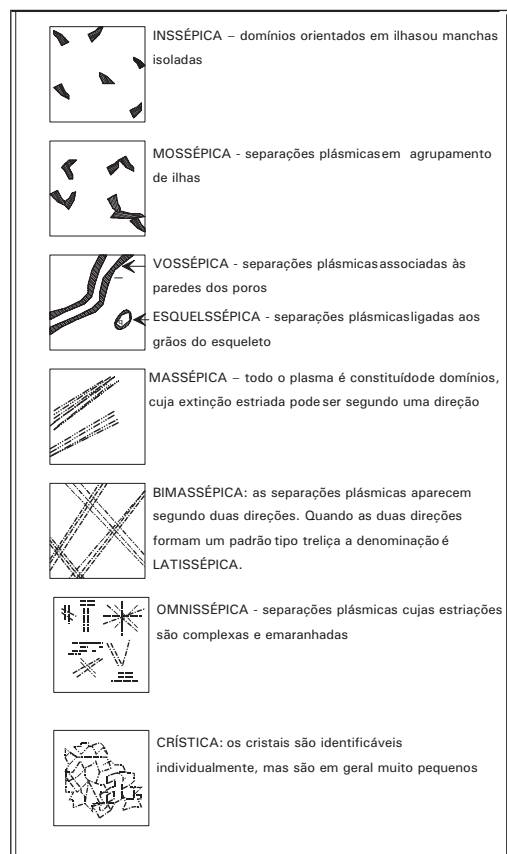 INSSÉPICA – domínios orientados em ilhasou manchas
isoladas
MOSSÉPICA - separações plásmicasem agrupamento
de ilhas
VOSSÉPICA - separações plásmicasassociadas às
paredes dos poros
ESQUELSSÉPICA - separações plásmicasligadas aos
grãos do esqueleto
MASSÉPICA – todo o plasma é constituídode domínios,
cuja extinção estriada pode ser segundo uma direção
BIMASSÉPICA: as separações plásmicas aparecem
segundo duas direções. Quando as duas direções
formam um padrão tipo treliça a denominação é
LATISSÉPICA.
OMNISSÉPICA - separações plásmicas cujas estriações
são complexas e emaranhadas
CRÍSTICA: os cristais são identificáveis
individualmente, mas são em geral muito pequenos